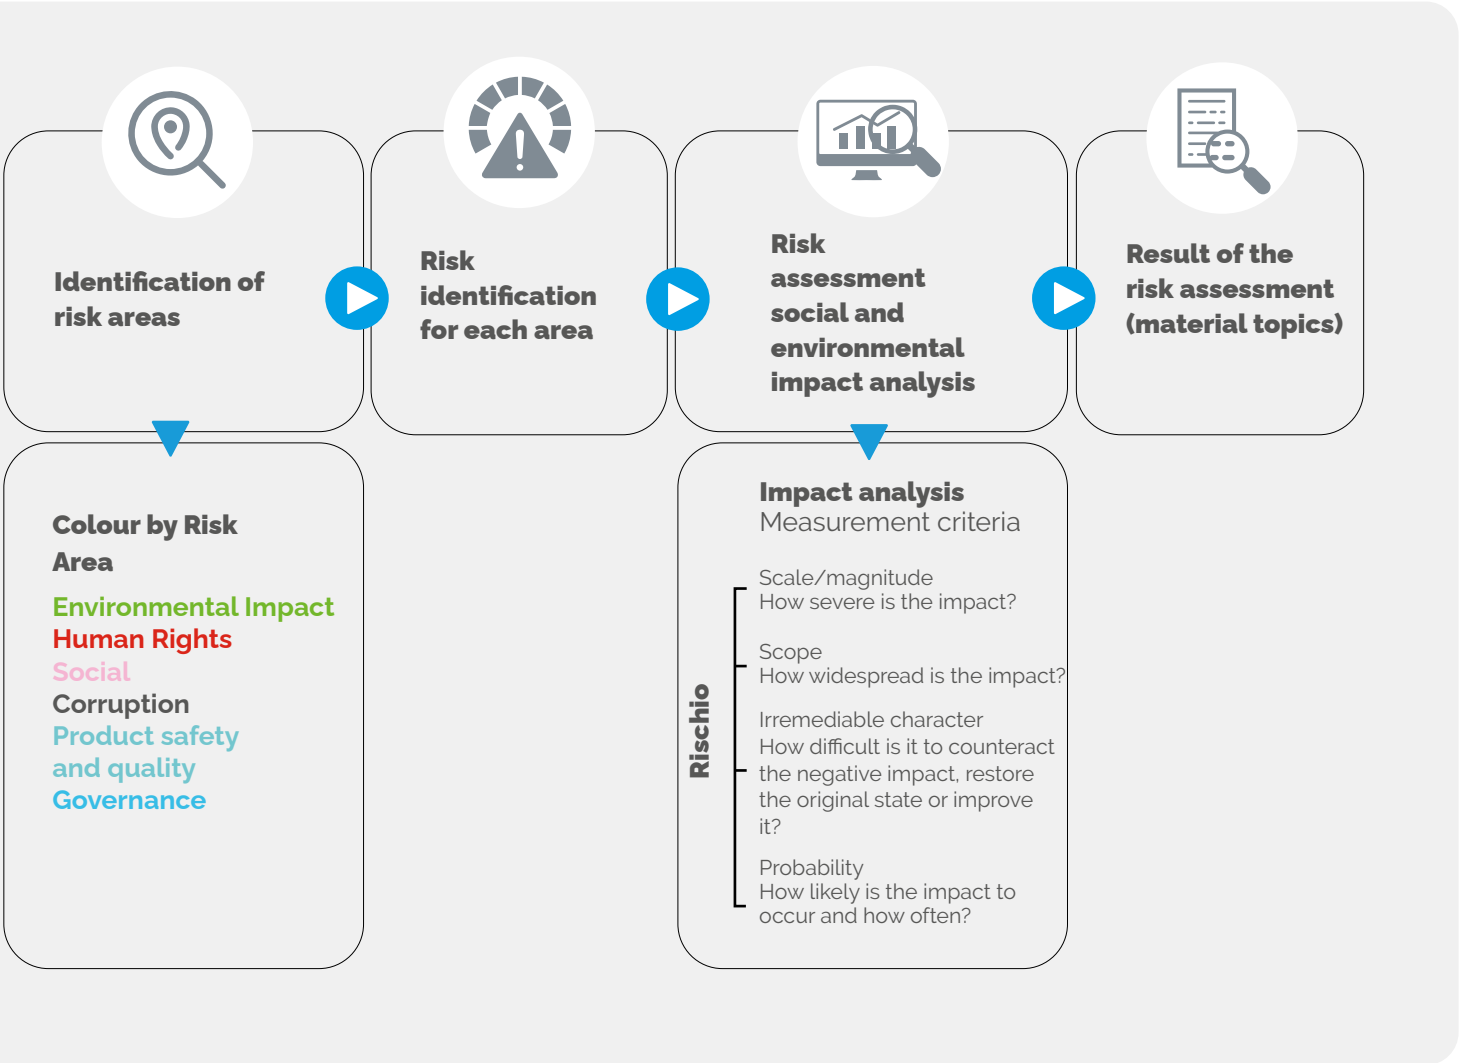 Identification of
risk areas
Risk
identification
for each area
Risk
assessment
social and
environmental
impact analysis
Result of the
risk assessment
(material topics)
Colour by Risk
Area
Environmental Impact
Human Rights
Social
Corruption
Product safety
and quality
Governance
Impact analysis
Measurement criteria
Rischio
Scale/magnitude
How severe is the impact?
Scope
How widespread is the impact?
Irremediable character
How difficult is it to counteract
the negative impact, restore
the original state or improve
it?
Probability
How likely is the impact to
occur and how often?